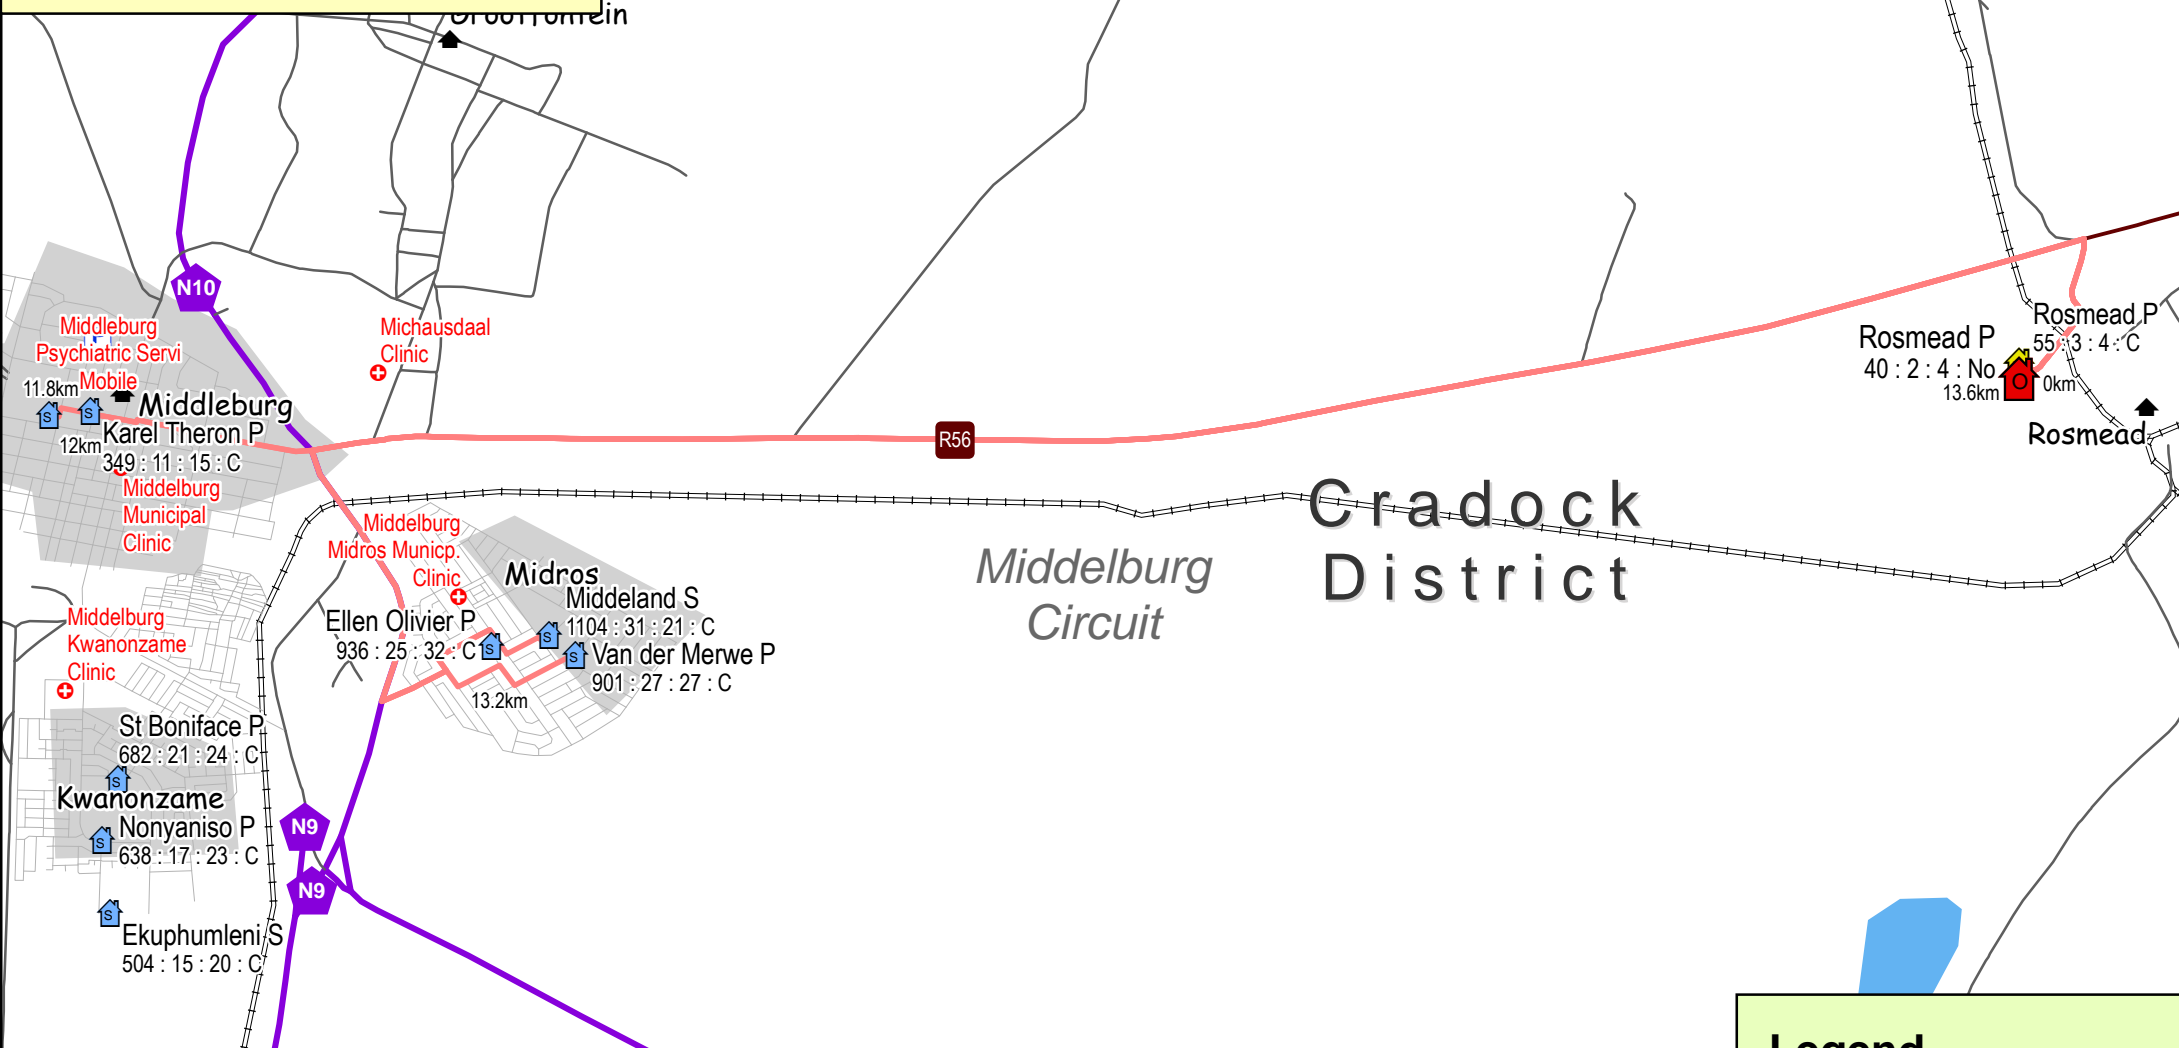 Grootfontein
N10
Middleburg
Psychiatric Servi
Mobile
11.8km
Middleburg
12km
Karel Theron P
349 : 11 : 15 : C
Middelburg
Municipal
Clinic
Michausdaal
Clinic
R56
Rosmead P
40 : 2 : 4 : No
13.6km
O
Rosmead P
55 : 3 : 4 : C
0km
Rosmead
Cradock
District
Middelburg
Circuit
Middelburg
Midros Municp.
Clinic
Midros
Middeland S
1104 : 31 : 21 : C
Ellen Olivier P
936 : 25 : 32 : C
Van der Merwe P
901 : 27 : 27 : C
13.2km
Middelburg
Kwanonzame
Clinic
St Boniface P
682 : 21 : 24 : C
Kwanonzame
Nonyaniso P
638 : 17 : 23 : C
Ekuphumleni S
504 : 15 : 20 : C
N9
N9
S
S
S
S
S
S
S
S
Legend